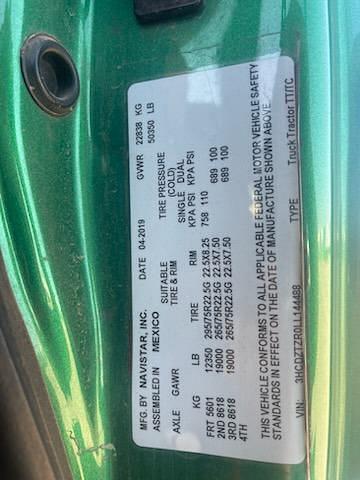 MFG. BY NAVISTAR, INC. DATE 04-2019 GVWR 22838 KG
ASSEMBLED IN MEXICO 50350 LB
SUITABLE TIRE PRESSURE
AXLE GAWR TIRE & RIM (COLD)
SINGLE DUAL
KG LB TIRE RIM KPA PSI KPA PSI
FRT 5601 12350 295/75R22.5G 22.5X8.25 758 110
2ND 8618 19000 265/75R22.5G 22.5X7.50 689 100
3RD 8618 19000 265/75R22.5G 22.5X7.50 689 100
4TH
THIS VEHICLE CONFORMS TO ALL APPLICABLE FEDERAL MOTOR VEHICLE SAFETY
STANDARDS IN EFFECT ON THE DATE OF MANUFACTURE SHOWN ABOVE.
VIN: 3HCDZTZR0LL144488 TYPE Truck Tractor TT/TC